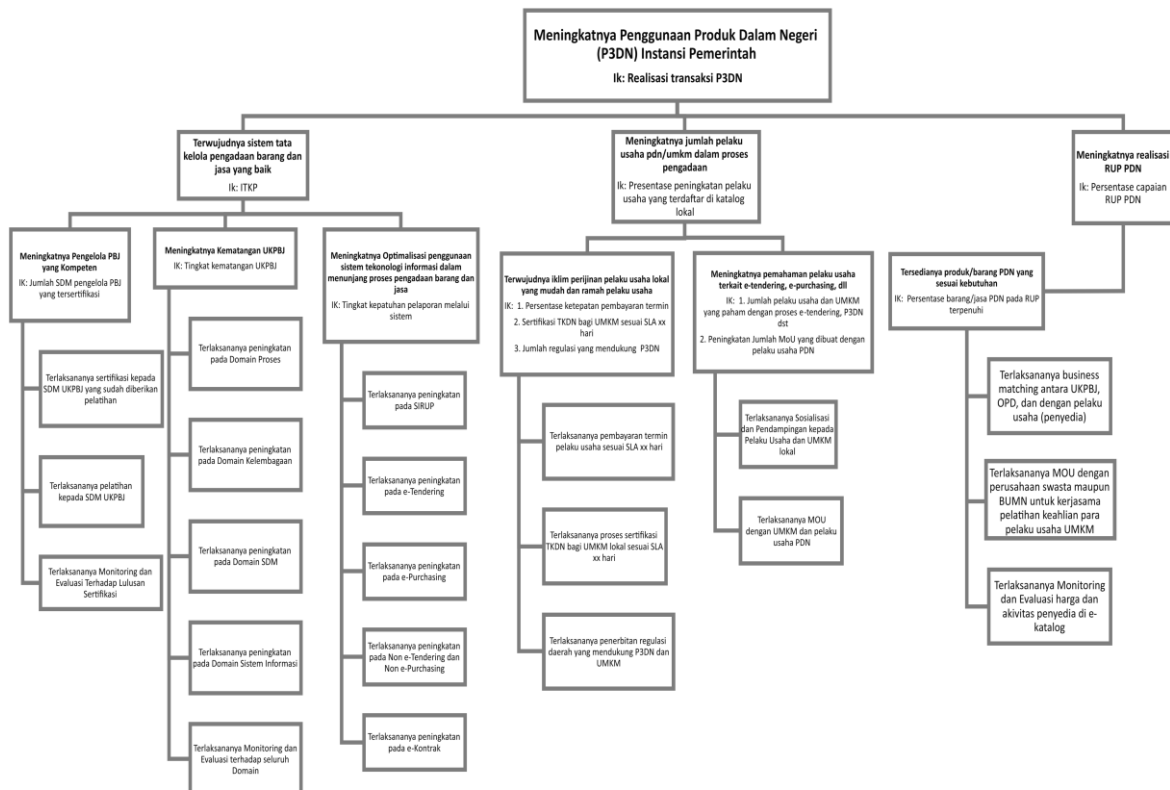 Meningkatnya Penggunaan Produk Dalam Negeri
(P3DN) Instansi Pemerintah
Ik: Realisasi transaksi P3DN
Terwujudnya sistem tata
kelola pengadaan barang dan
jasa yang baik
Ik: ITKP
Meningkatnya jumlah pelaku
usaha pdn/umkm dalam proses
pengadaan
Ik: Presentase peningkatan pelaku
usaha yang terdaftar di katalog
lokal
Meningkatnya realisasi
RUP PDN
Ik: Persentase capaian
RUP PDN
Meningkatnya Pengelola PBJ
yang Kompeten
IK: Jumlah SDM pengelola PBJ
yang tersertifikasi
Meningkatnya Kematangan UKPBJ
IK: Tingkat kematangan UKPBJ
Meningkatnya Optimalisasi penggunaan
sistem tekonologi informasi dalam
menunjang proses pengadaan barang dan
jasa
IK: Tingkat kepatuhan pelaporan melalui
sistem
Terwujudnya iklim perijinan pelaku usaha lokal
yang mudah dan ramah pelaku usaha
IK: 1. Persentase ketepatan pembayaran termin
2. Sertifikasi TKDN bagi UMKM sesuai SLA xx
hari
3. Jumlah regulasi yang mendukung P3DN
Meningkatnya pemahaman pelaku usaha
terkait e-tendering, e-purchasing, dll
IK: 1. Jumlah pelaku usaha dan UMKM
yang paham dengan proses e-tendering, P3DN
dst
2. Peningkatan Jumlah MoU yang dibuat dengan
pelaku usaha PDN
Tersedianya produk/barang PDN yang
sesuai kebutuhan
IK: Persentase barang/jasa PDN pada RUP
terpenuhi
Terlaksananya sertifikasi kepada
SDM UKPBJ yang sudah diberikan
pelatihan
Terlaksananya pelatihan
kepada SDM UKPBJ
Terlaksananya Monitoring dan
Evaluasi Terhadap Lulusan
Sertifikasi
Terlaksananya peningkatan
pada Domain Proses
Terlaksananya peningkatan
pada Domain Kelembagaan
Terlaksananya peningkatan
pada Domain SDM
Terlaksananya peningkatan
pada Domain Sistem Informasi
Terlaksananya Monitoring dan
Evaluasi terhadap seluruh
Domain
Terlaksananya peningkatan
pada SIRUP
Terlaksananya peningkatan
pada e-Tendering
Terlaksananya peningkatan
pada e-Purchasing
Terlaksananya peningkatan
pada Non e-Tendering dan
Non e-Purchasing
Terlaksananya peningkatan
pada e-Kontrak
Terlaksananya pembayaran termin
pelaku usaha sesuai SLA xx hari
Terlaksananya proses sertifikasi
TKDN bagi UMKM lokal sesuai SLA
xx hari
Terlaksananya penerbitan regulasi
daerah yang mendukung P3DN dan
UMKM
Terlaksananya Sosialisasi
dan Pendampingan kepada
Pelaku Usaha dan UMKM
lokal
Terlaksananya MOU
dengan UMKM dan pelaku
usaha PDN
Terlaksananya business
matching antara UKPBJ,
OPD, dan dengan pelaku
usaha (penyedia)
Terlaksananya MOU dengan
perusahaan swasta maupun
BUMN untuk kerjasama
pelatihan keahlian para
pelaku usaha UMKM
Terlaksananya Monitoring
dan Evaluasi harga dan
akivitas penyedia di e-
katalog